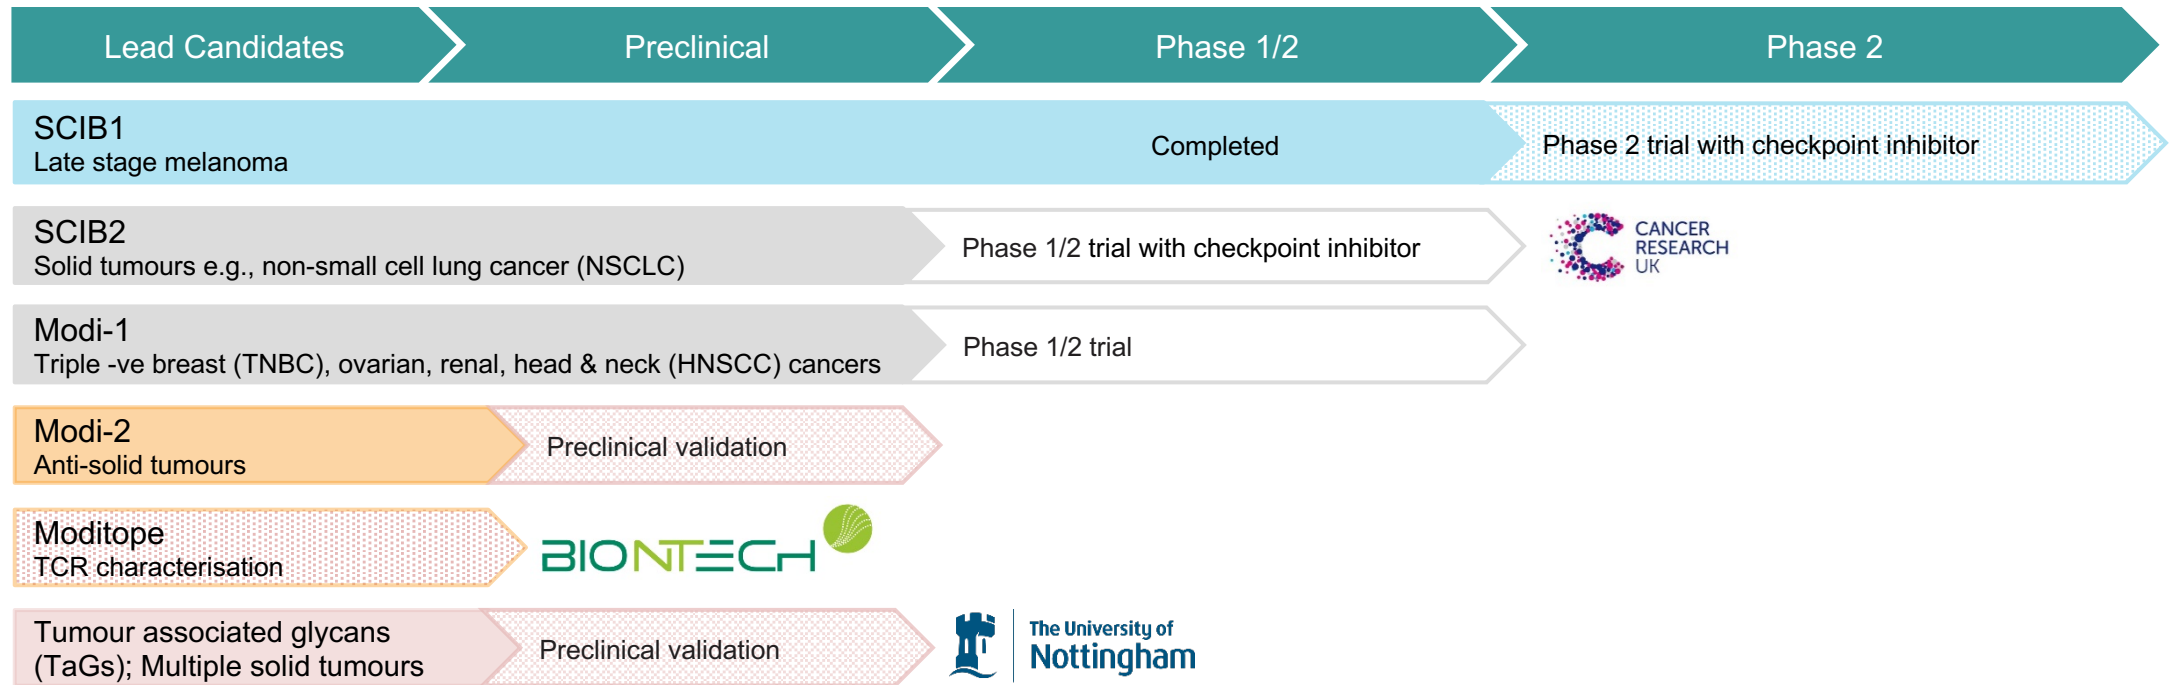 Lead Candidates
Preclinical
Phase 1/2
Phase 2
SCIB1
Late stage melanoma
Completed
Phase 2 trial with checkpoint inhibitor
SCIB2
Solid tumours e.g., non-small cell lung cancer (NSCLC)
Phase 1/2 trial with checkpoint inhibitor
CANCER
RESEARCH
UK
Modi-1
Triple -ve breast (TNBC), ovarian, renal, head & neck (HNSCC) cancers
Phase 1/2 trial
Modi-2
Anti-solid tumours
Preclinical validation
Moditope
TCR characterisation
BIONTECH
Tumour associated glycans
(TaGs); Multiple solid tumours
Preclinical validation
The University of
Nottingham